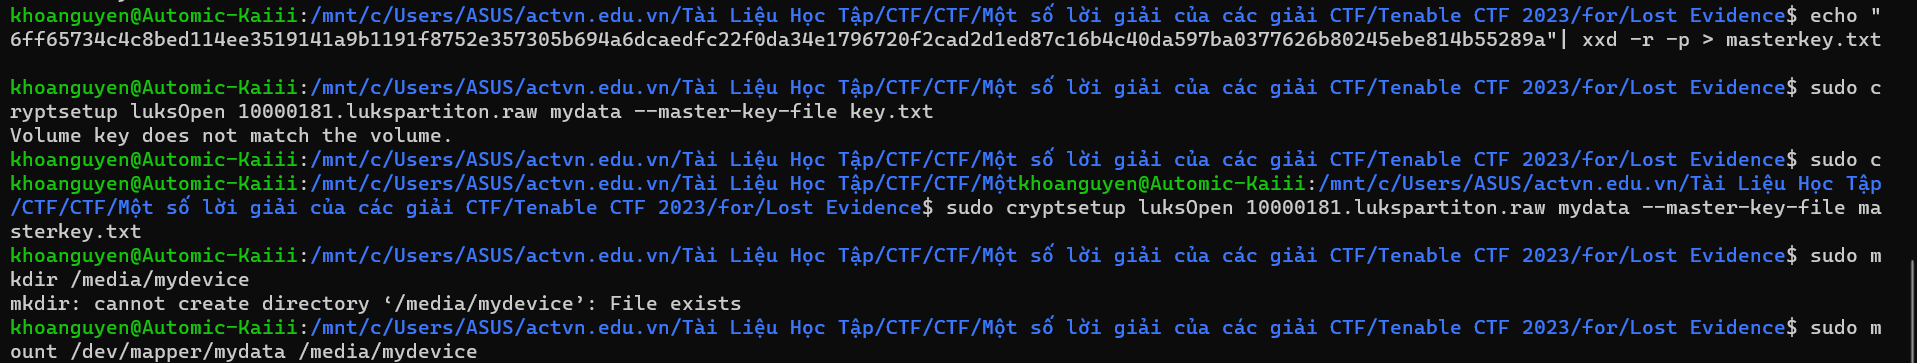 khoanguyen@Automic-Kaiii:/mnt/c/Users/ASUS/actvn.edu.vn/Tài Liệu Học Tập/CTF/CTF/Một số lời giải của các giải CTF/Tenable CTF 2023/for/Lost Evidence$ echo "
6ff65734c4c8bed114ee3519141a9b1191f8752e357305b694a6dcaedfc22f0da34e1796720f2cad2d1ed87c16b4c40da597ba0377626b80245ebe814b55289a"| xxd -r -p > masterkey.txt
khoanguyen@Automic-Kaiii:/mnt/c/Users/ASUS/actvn.edu.vn/Tài Liệu Học Tập/CTF/CTF/Một số lời giải của các giải CTF/Tenable CTF 2023/for/Lost Evidence$ sudo c
ryptsetup luksOpen 10000181.lukspartiton.raw mydata --master-key-file key.txt
Volume key does not match the volume.
khoanguyen@Automic-Kaiii:/mnt/c/Users/ASUS/actvn.edu.vn/Tài Liệu Học Tập/CTF/CTF/Một số lời giải của các giải CTF/Tenable CTF 2023/for/Lost Evidence$ sudo c
khoanguyen@Automic-Kaiii:/mnt/c/Users/ASUS/actvn.edu.vn/Tài Liệu Học Tập/CTF/CTF/Mộtkhoanguyen@Automic-Kaiii:/mnt/c/Users/ASUS/actvn.edu.vn/Tài Liệu Học Tập
/CTF/CTF/Một số lời giải của các giải CTF/Tenable CTF 2023/for/Lost Evidence$ sudo cryptsetup luksOpen 10000181.lukspartiton.raw mydata --master-key-file ma
sterkey.txt
khoanguyen@Automic-Kaiii:/mnt/c/Users/ASUS/actvn.edu.vn/Tài Liệu Học Tập/CTF/CTF/Một số lời giải của các giải CTF/Tenable CTF 2023/for/Lost Evidence$ sudo m
kdir /media/mydevice
mkdir: cannot create directory ‘/media/mydevice’: File exists
khoanguyen@Automic-Kaiii:/mnt/c/Users/ASUS/actvn.edu.vn/Tài Liệu Học Tập/CTF/CTF/Một số lời giải của các giải CTF/Tenable CTF 2023/for/Lost Evidence$ sudo m
ount /dev/mapper/mydata /media/mydevice